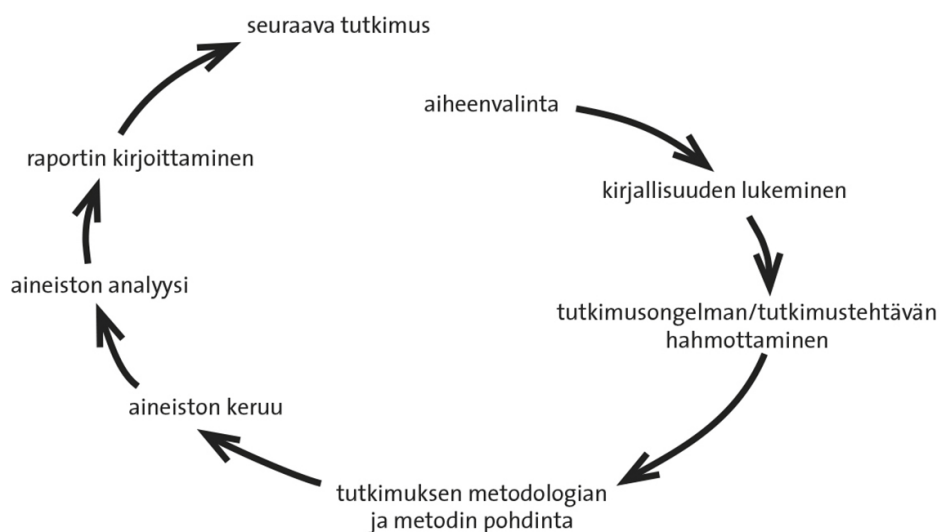 seuraava tutkimus
aiheenvalinta
kirjallisuuden lukeminen
tutkimusongelman/tutkimustehtävän
hahmottaminen
tutkimuksen metodologian
ja metodin pohdinta
aineiston keruu
aineiston analyysi
raportin kirjoittaminen